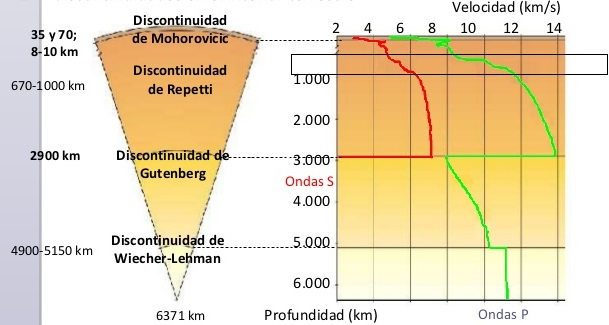 Velocidad (km/s)
Discontinuidad
de Mohorovicic
35 y 70;
8-10 km
2 4 6 8 10 12 14
Discontinuidad
de Repetti
670-1000 km
1.000
2.000
2900 km
Discontinuidad de
Gutenberg
3.000
Ondas S
4.000
Discontinuidad de
Wiecher-Lehman
4900-5150 km
5.000
6.000
6371 km
Profundidad (km)
Ondas P